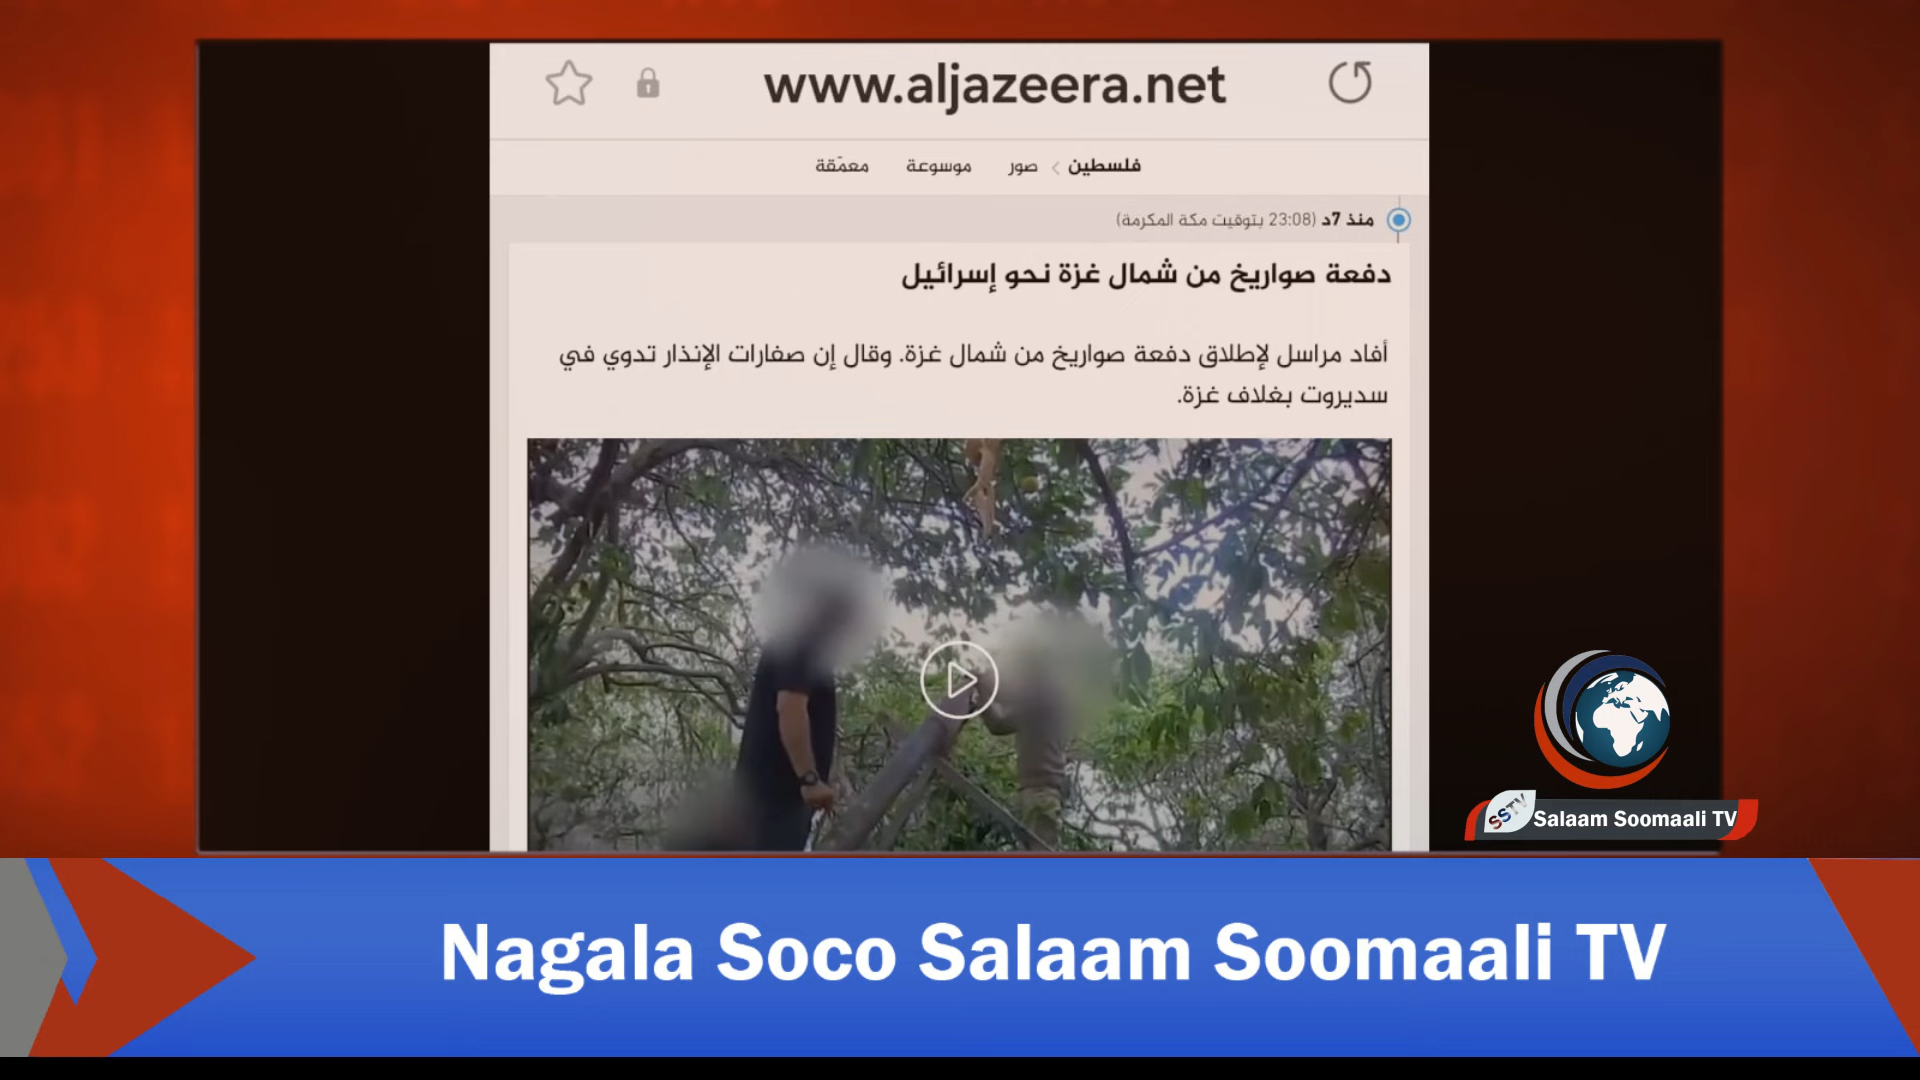 www.aljazeera.net
فلسطين > صور موسوعة معمّقة
منذ 7د (23:08 بتوقيت مكة المكرمة)
دفعة صواريخ من شمال غزة نحو إسرائيل
أفاد مراسل لإطلاق دفعة صواريخ من شمال غزة. وقال إن صفارات الإنذار تدوي في
سديروت بغلاف غزة.
SSTV Salaam Soomaali TV
Nagala Soco Salaam Soomaali TV